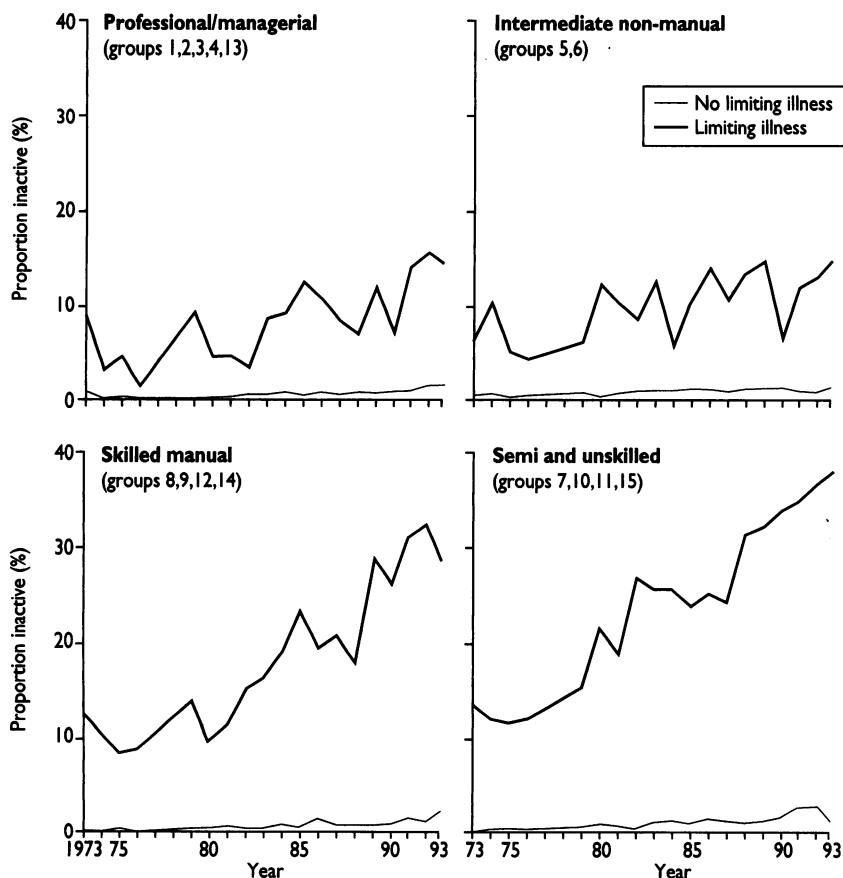 Professional/managerial
(groups 1,2,3,4,13)
Intermediate non-manual
(groups 5,6)
No limiting illness
Limiting illness
40
30
20
10
0
Proportion inactive (%)
Skilled manual
(groups 8,9,12,14)
Semi and unskilled
(groups 7,10,11,15)
40
30
20
10
0
Proportion inactive (%)
1973 75 80 85 90 93
Year
73 75 80 85 90 93
Year